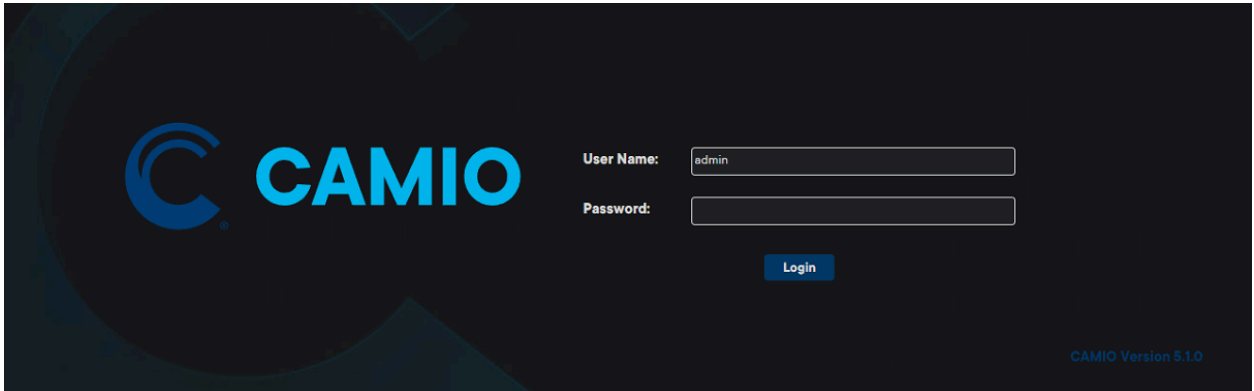 CAMIO
User Name: admin
Password:
Login
CAMIO Version 5.1.0